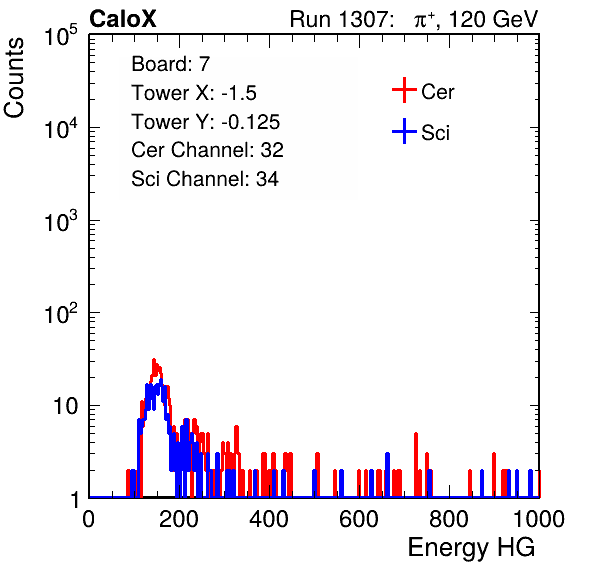 CaloX Run 1307: π⁺, 120 GeV
Counts
Board: 7
Tower X: -1.5
Tower Y: -0.125
Cer Channel: 32
Sci Channel: 34
Cer
Sci
10⁵
10⁴
10³
10²
10
1
0 200 400 600 800 1000
Energy HG